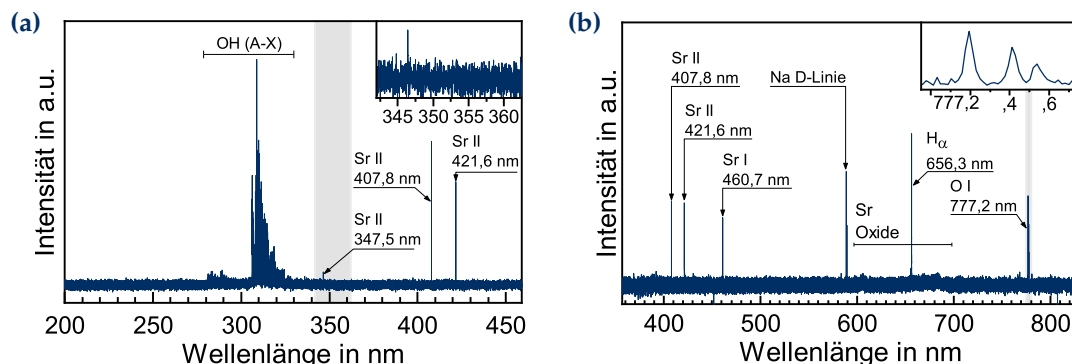 (a)
Intensität in a.u.
OH (A-X)
345 350 355 360
Sr II
407,8 nm
Sr II
421,6 nm
Sr II
347,5 nm
200 250 300 350 400 450
Wellenlänge in nm
(b)
Intensität in a.u.
Sr II
407,8 nm
Sr II
421,6 nm
Sr I
460,7 nm
Na D-Linie
Sr
Oxide
Hα
656,3 nm
O I
777,2 nm
777,2 ,4 ,6
400 500 600 700 800
Wellenlänge in nm